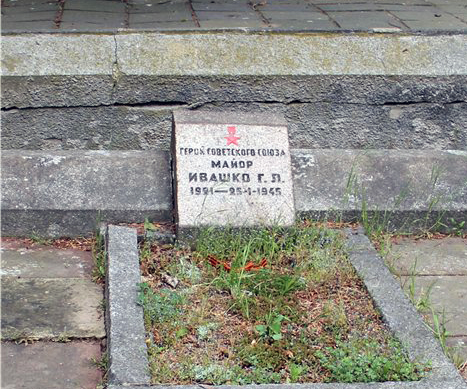 ГЕРОЙ СОВЕТСКОГО СОЮЗА
МАЙОР
ИВАШКО Г. П.
1921—25-1-1945